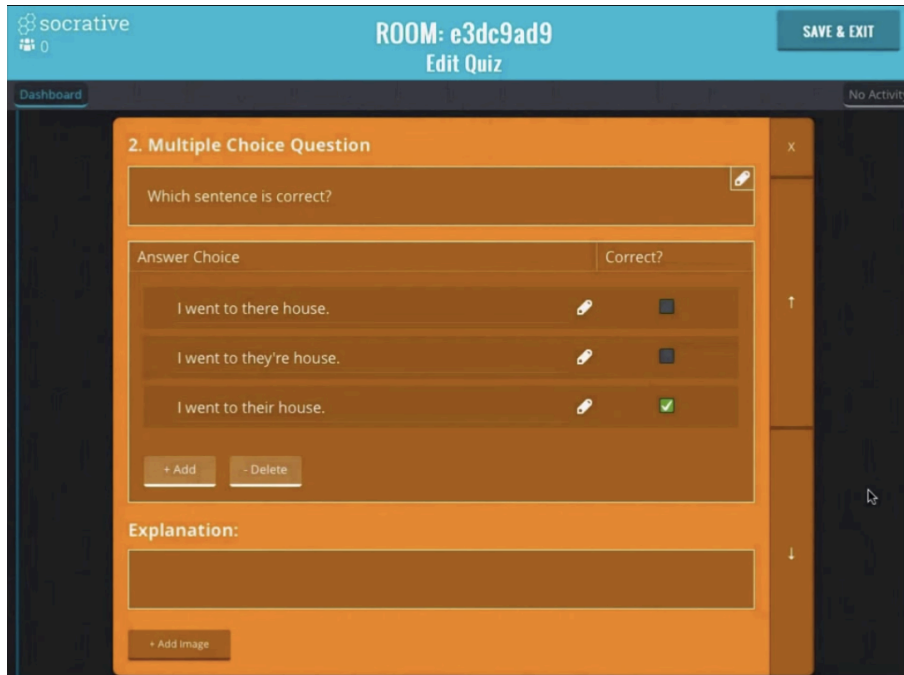 socrative
0
ROOM: e3dc9ad9
Edit Quiz
SAVE & EXIT
Dashboard
No Activity
2. Multiple Choice Question
x
Which sentence is correct?
Answer Choice
Correct?
I went to there house.
↑
I went to they're house.
I went to their house.
+ Add
- Delete
Explanation:
↓
+ Add Image